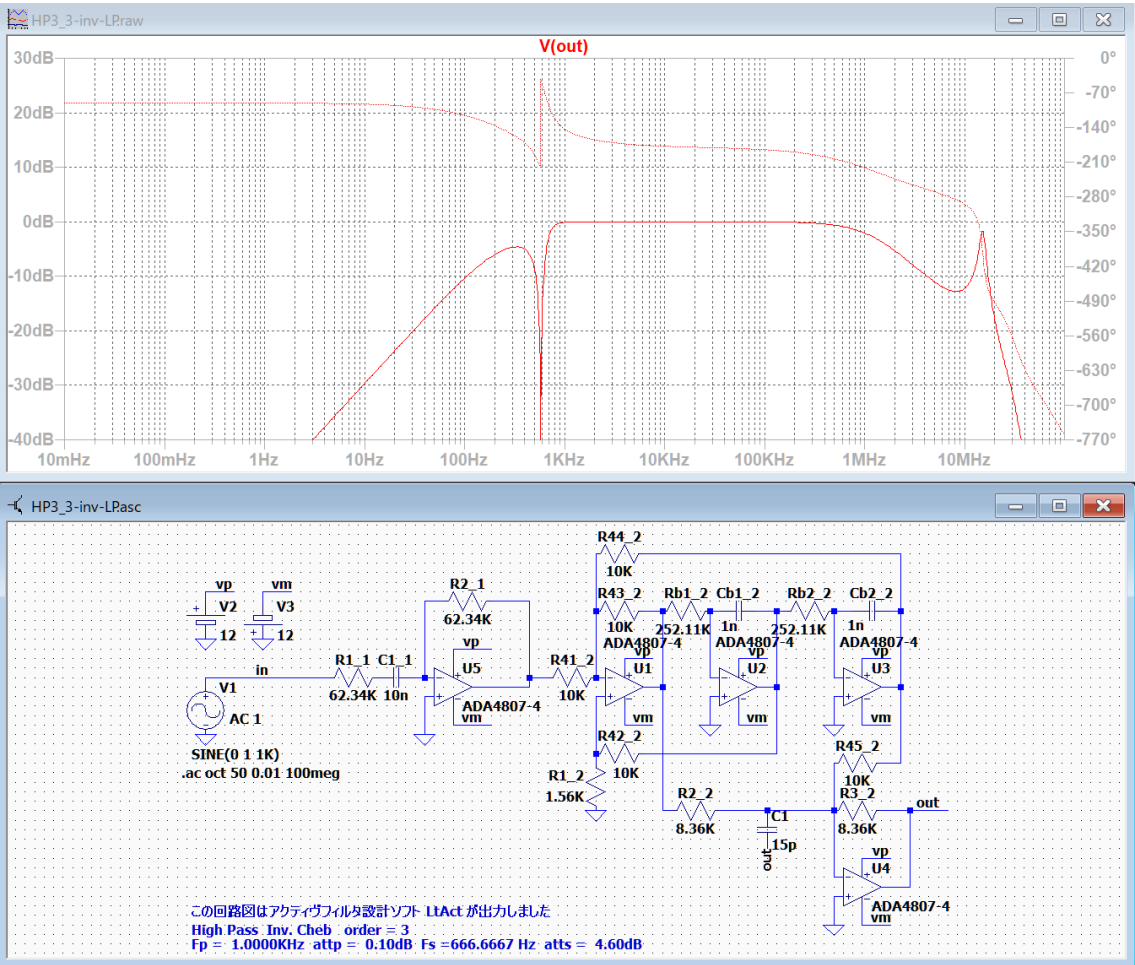 HP3_3-inv-LP.raw
V(out)
30dB
20dB
10dB
0dB
-10dB
-20dB
-30dB
-40dB
0°
-70°
-140°
-210°
-280°
-350°
-420°
-490°
-560°
-630°
-700°
-770°
10mHz 100mHz 1Hz 10Hz 100Hz 1KHz 10KHz 100KHz 1MHz 10MHz
HP3_3-inv-LP.asc
R44_2
10K
vp
V2
12
vm
V3
12
R2_1
62.34K
R43_2
10K
Rb1_2
252.11K
Cb1_2
1n
Rb2_2
252.11K
Cb2_2
1n
in
V1
AC 1
SINE(0 1 1K)
.ac oct 50 0.01 100meg
R1_1
62.34K
C1_1
10n
vp
U5
ADA4807-4
vm
R41_2
10K
ADA4807-4
vp
U1
vm
ADA4807-4
vp
U2
vm
ADA4807-4
vp
U3
vm
R42_2
10K
R1_2
1.56K
R45_2
10K
R2_2
8.36K
R3_2
8.36K
out
C1
15p
out
vp
U4
ADA4807-4
vm
この回路図はアクティヴフィルタ設計ソフト LtAct が出力しました
High Pass Inv. Cheb order = 3
Fp = 1.0000KHz attp = 0.10dB Fs =666.6667 Hz atts = 4.60dB